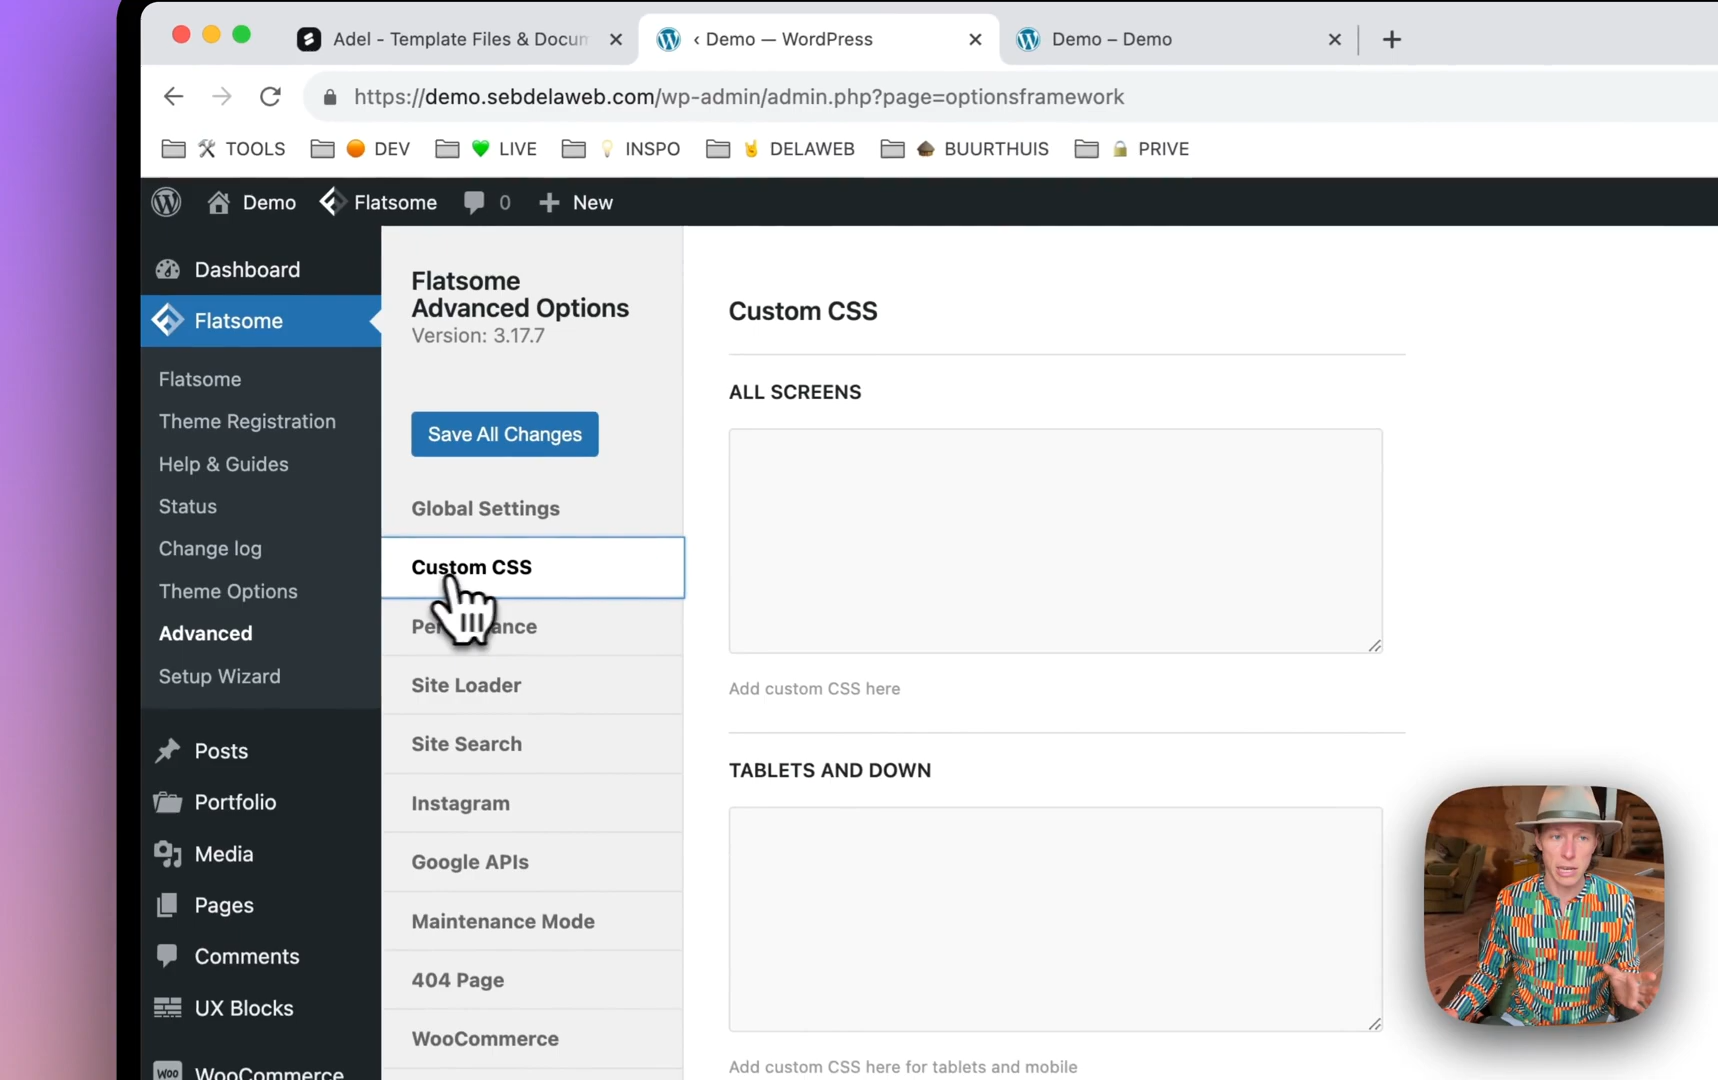 Adel - Template Files & Docun
‹ Demo — WordPress
Demo – Demo
https://demo.sebdelaweb.com/wp-admin/admin.php?page=optionsframework
TOOLS
DEV
LIVE
INSPO
DELAWEB
BUURTHUIS
PRIVE
Demo
Flatsome
0
New
Dashboard
Flatsome
Flatsome
Theme Registration
Help & Guides
Status
Change log
Theme Options
Advanced
Setup Wizard
Posts
Portfolio
Media
Pages
Comments
UX Blocks
Woo
WooCommerce
Flatsome
Advanced Options
Version: 3.17.7
Save All Changes
Global Settings
Custom CSS
Site Loader
Site Search
Instagram
Google APIs
Maintenance Mode
404 Page
WooCommerce
Custom CSS
ALL SCREENS
Add custom CSS here
TABLETS AND DOWN
Add custom CSS here for tablets and mobile